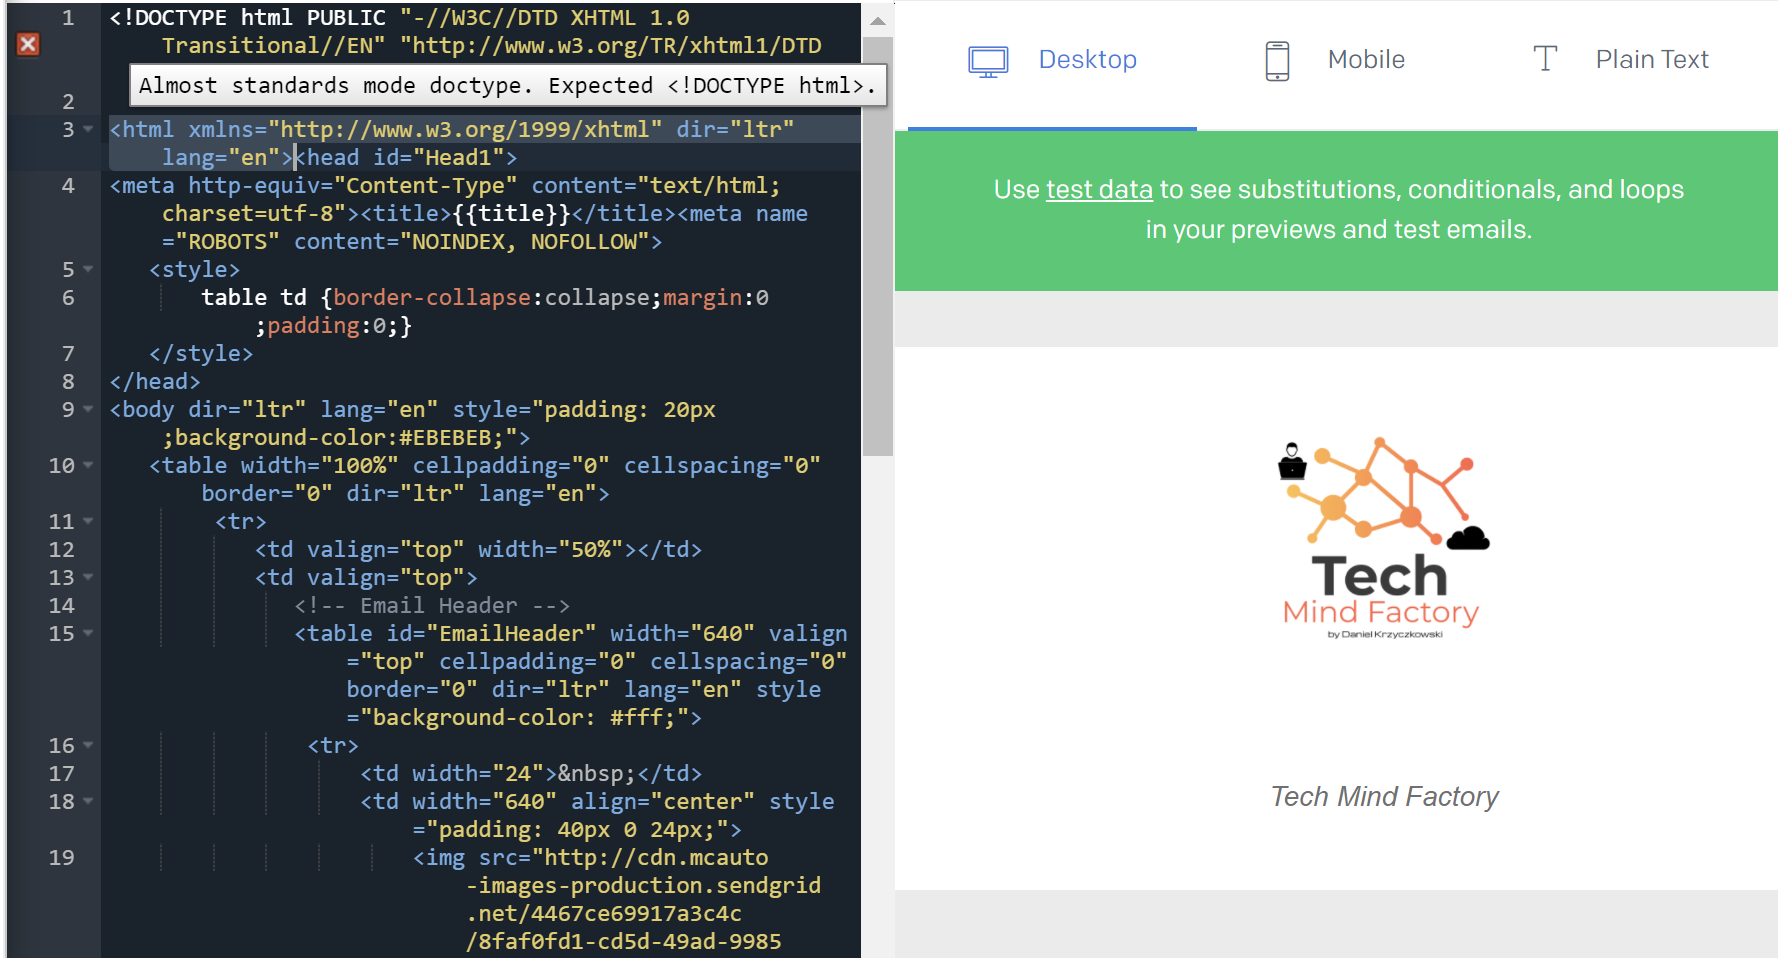 1 <!DOCTYPE html PUBLIC "-//W3C//DTD XHTML 1.0
Transitional//EN" "http://www.w3.org/TR/xhtml1/DTD
Almost standards mode doctype. Expected <!DOCTYPE html>.
2
3 <html xmlns="http://www.w3.org/1999/xhtml" dir="ltr"
lang="en"><head id="Head1">
4 <meta http-equiv="Content-Type" content="text/html;
charset=utf-8"><title>{{title}}</title><meta name
="ROBOTS" content="NOINDEX, NOFOLLOW">
5 <style>
6 table td {border-collapse:collapse;margin:0
;padding:0;}
7 </style>
8 </head>
9 <body dir="ltr" lang="en" style="padding: 20px
;background-color:#EBEBEB;">
10 <table width="100%" cellpadding="0" cellspacing="0"
border="0" dir="ltr" lang="en">
11 <tr>
12 <td valign="top" width="50%"></td>
13 <td valign="top">
14 <!-- Email Header -->
15 <table id="EmailHeader" width="640" valign
="top" cellpadding="0" cellspacing="0"
border="0" dir="ltr" lang="en" style
="background-color: #fff;">
16 <tr>
17 <td width="24">&nbsp;</td>
18 <td width="640" align="center" style
="padding: 40px 0 24px;">
19 <img src="http://cdn.mcauto
-images-production.sendgrid
.net/4467ce69917a3c4c
/8faf0fd1-cd5d-49ad-9985
Desktop
Mobile
Plain Text
Use test data to see substitutions, conditionals, and loops
in your previews and test emails.
Tech
Mind Factory
by Daniel Krzyczkowski
Tech Mind Factory